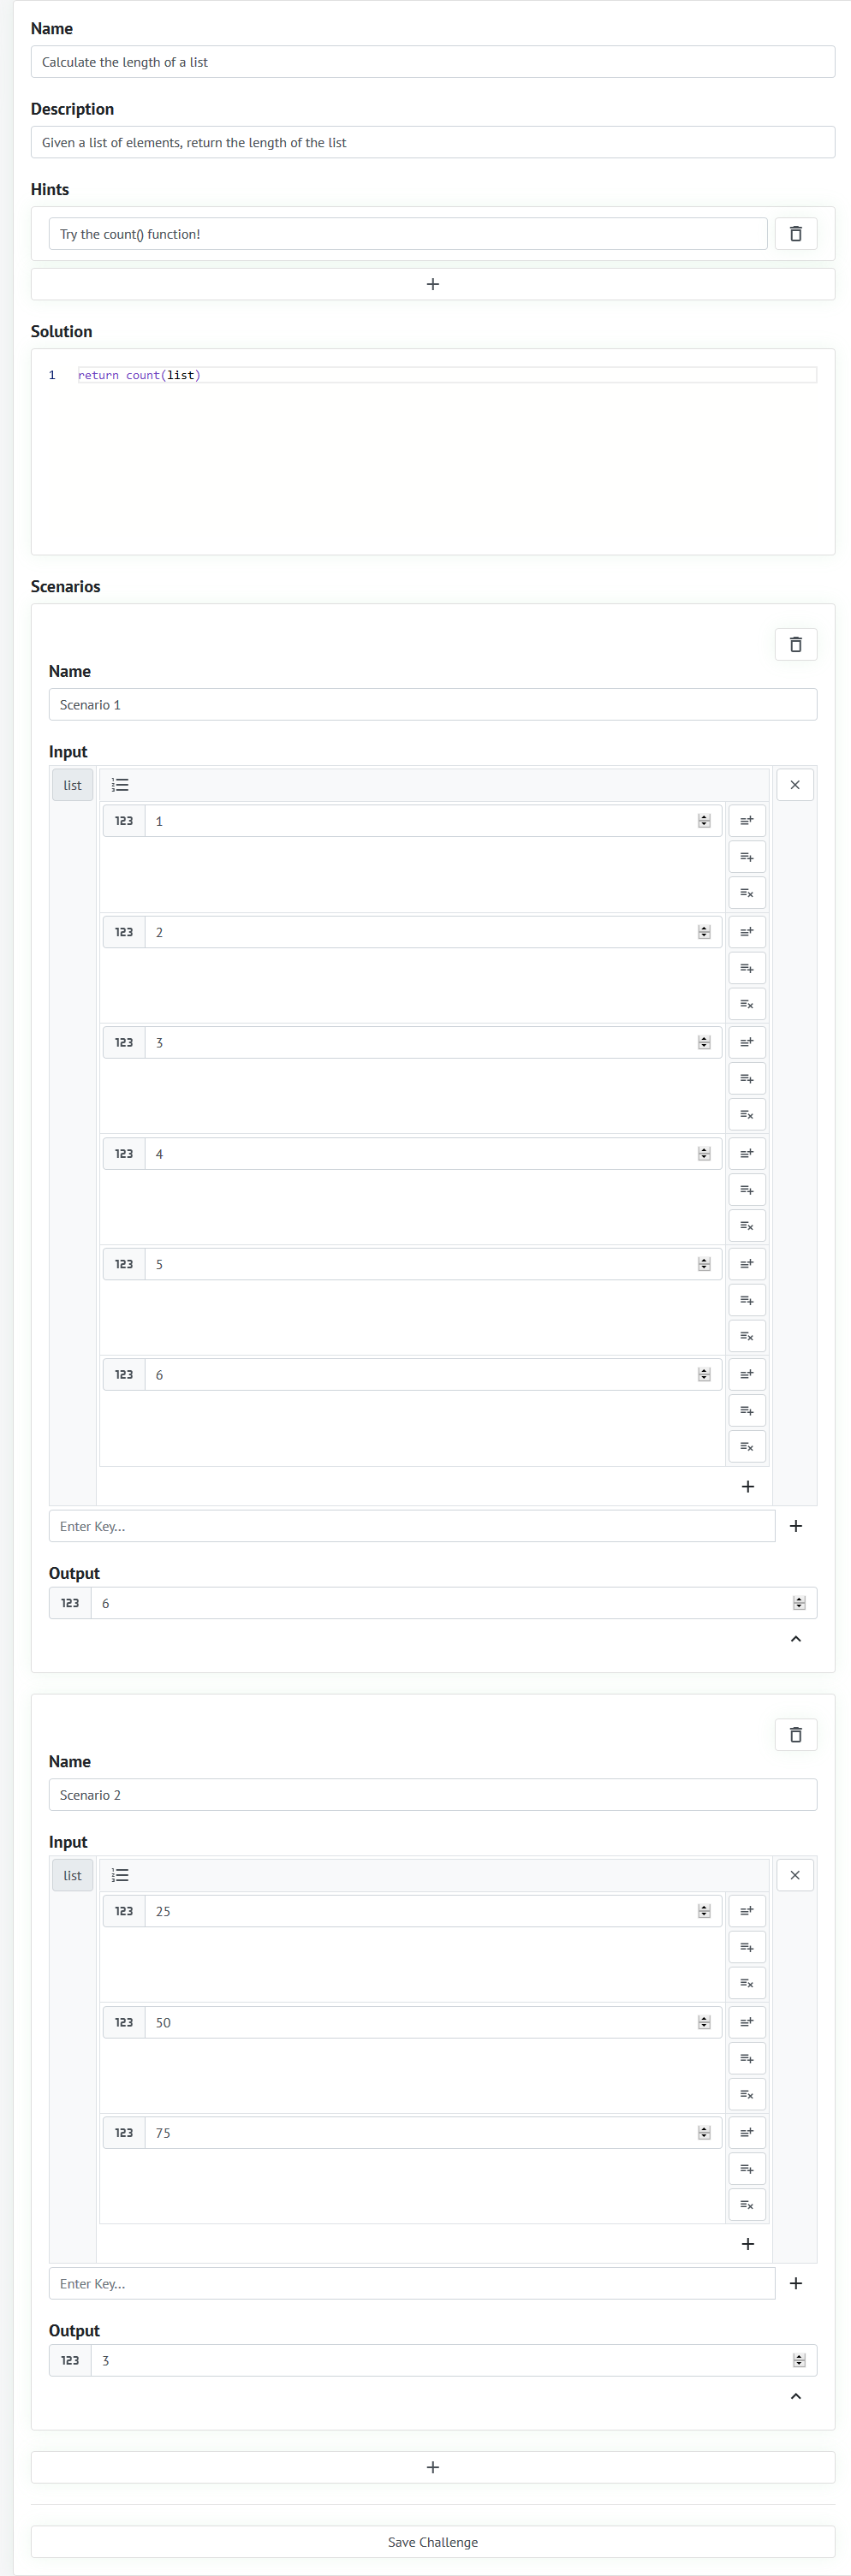 Name
Calculate the length of a list
Description
Given a list of elements, return the length of the list
Hints
Try the count() function!
Solution
1 return count(list)
Scenarios
Name
Scenario 1
Input
list
123 1
123 2
123 3
123 4
123 5
123 6
Enter Key...
Output
123 6
Name
Scenario 2
Input
list
123 25
123 50
123 75
Enter Key...
Output
123 3
Save Challenge